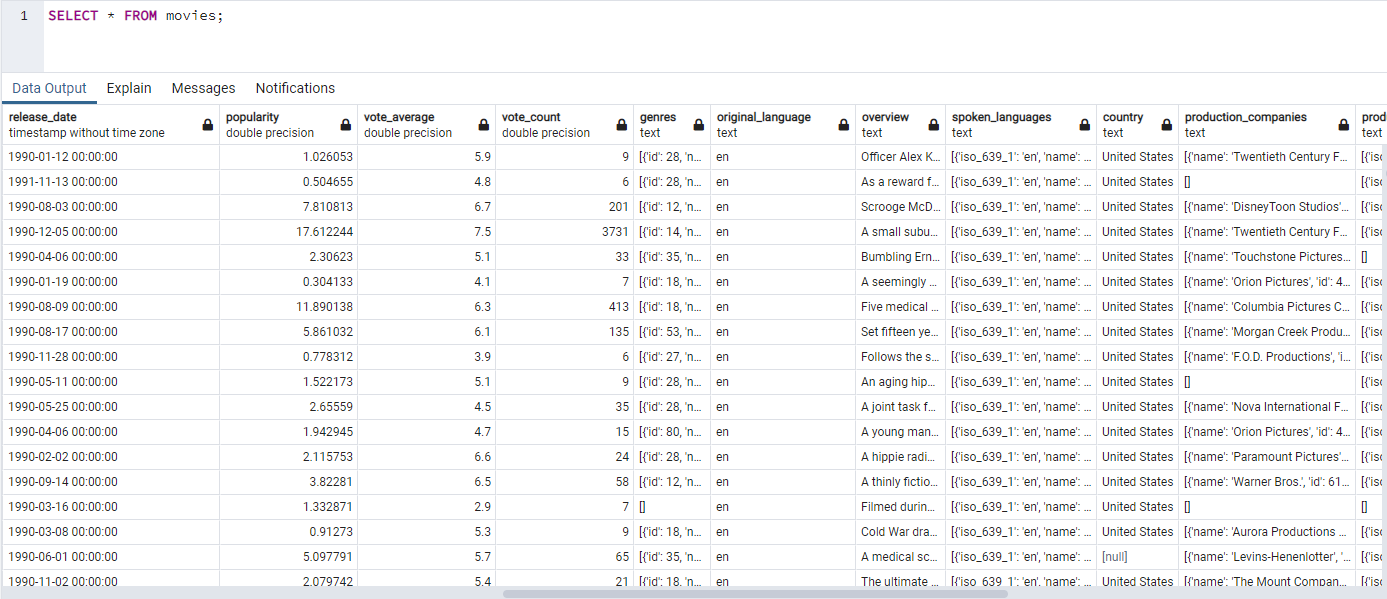 1 SELECT * FROM movies;
Data Output Explain Messages Notifications
release_date popularity vote_average vote_count genres original_language overview spoken_languages country production_companies prod
timestamp without time zone double precision double precision double precision text text text text text text text
1990-01-12 00:00:00 1.026053 5.9 9 [{'id': 28, 'n... en Officer Alex K... [{'iso_639_1': 'en', 'name': ... United States [{'name': 'Twentieth Century F... [{'isc
1991-11-13 00:00:00 0.504655 4.8 6 [{'id': 28, 'n... en As a reward f... [{'iso_639_1': 'en', 'name': ... United States [] [{'isc
1990-08-03 00:00:00 7.810813 6.7 201 [{'id': 12, 'n... en Scrooge McD... [{'iso_639_1': 'en', 'name': ... United States [{'name': 'DisneyToon Studios'... [{'isc
1990-12-05 00:00:00 17.612244 7.5 3731 [{'id': 14, 'n... en A small subu... [{'iso_639_1': 'en', 'name': ... United States [{'name': 'Twentieth Century F... [{'isc
1990-04-06 00:00:00 2.30623 5.1 33 [{'id': 35, 'n... en Bumbling Ern... [{'iso_639_1': 'en', 'name': ... United States [{'name': 'Touchstone Pictures... []
1990-01-19 00:00:00 0.304133 4.1 7 [{'id': 18, 'n... en A seemingly ... [{'iso_639_1': 'en', 'name': ... United States [{'name': 'Orion Pictures', 'id': 4... [{'isc
1990-08-09 00:00:00 11.890138 6.3 413 [{'id': 18, 'n... en Five medical ... [{'iso_639_1': 'en', 'name': ... United States [{'name': 'Columbia Pictures C... [{'isc
1990-08-17 00:00:00 5.861032 6.1 135 [{'id': 53, 'n... en Set fifteen ye... [{'iso_639_1': 'en', 'name': ... United States [{'name': 'Morgan Creek Produ... [{'isc
1990-11-28 00:00:00 0.778312 3.9 6 [{'id': 27, 'n... en Follows the s... [{'iso_639_1': 'en', 'name': ... United States [{'name': 'F.O.D. Productions', 'i... [{'isc
1990-05-11 00:00:00 1.522173 5.1 9 [{'id': 28, 'n... en An aging hip... [{'iso_639_1': 'en', 'name': ... United States [] [{'isc
1990-05-25 00:00:00 2.65559 4.5 35 [{'id': 28, 'n... en A joint task f... [{'iso_639_1': 'en', 'name': ... United States [{'name': 'Nova International F... [{'isc
1990-04-06 00:00:00 1.942945 4.7 15 [{'id': 80, 'n... en A young man... [{'iso_639_1': 'en', 'name': ... United States [{'name': 'Orion Pictures', 'id': 4... [{'isc
1990-02-02 00:00:00 2.115753 6.6 24 [{'id': 28, 'n... en A hippie radi... [{'iso_639_1': 'en', 'name': ... United States [{'name': 'Paramount Pictures'... [{'isc
1990-09-14 00:00:00 3.82281 6.5 58 [{'id': 12, 'n... en A thinly fictio... [{'iso_639_1': 'en', 'name': ... United States [{'name': 'Warner Bros.', 'id': 61... [{'isc
1990-03-16 00:00:00 1.332871 2.9 7 [] en Filmed durin... [{'iso_639_1': 'en', 'name': ... United States [] []
1990-03-08 00:00:00 0.91273 5.3 9 [{'id': 18, 'n... en Cold War dra... [{'iso_639_1': 'en', 'name': ... United States [{'name': 'Aurora Productions ... [{'isc
1990-06-01 00:00:00 5.097791 5.7 65 [{'id': 35, 'n... en A medical sc... [{'iso_639_1': 'en', 'name': ... [null] [{'name': 'Levins-Henenlotter', '... [{'isc
1990-11-02 00:00:00 2.079742 5.4 21 [{'id': 18, 'n... en The ultimate ... [{'iso_639_1': 'en', 'name': ... United States [{'name': 'The Mount Compan... [{'isc